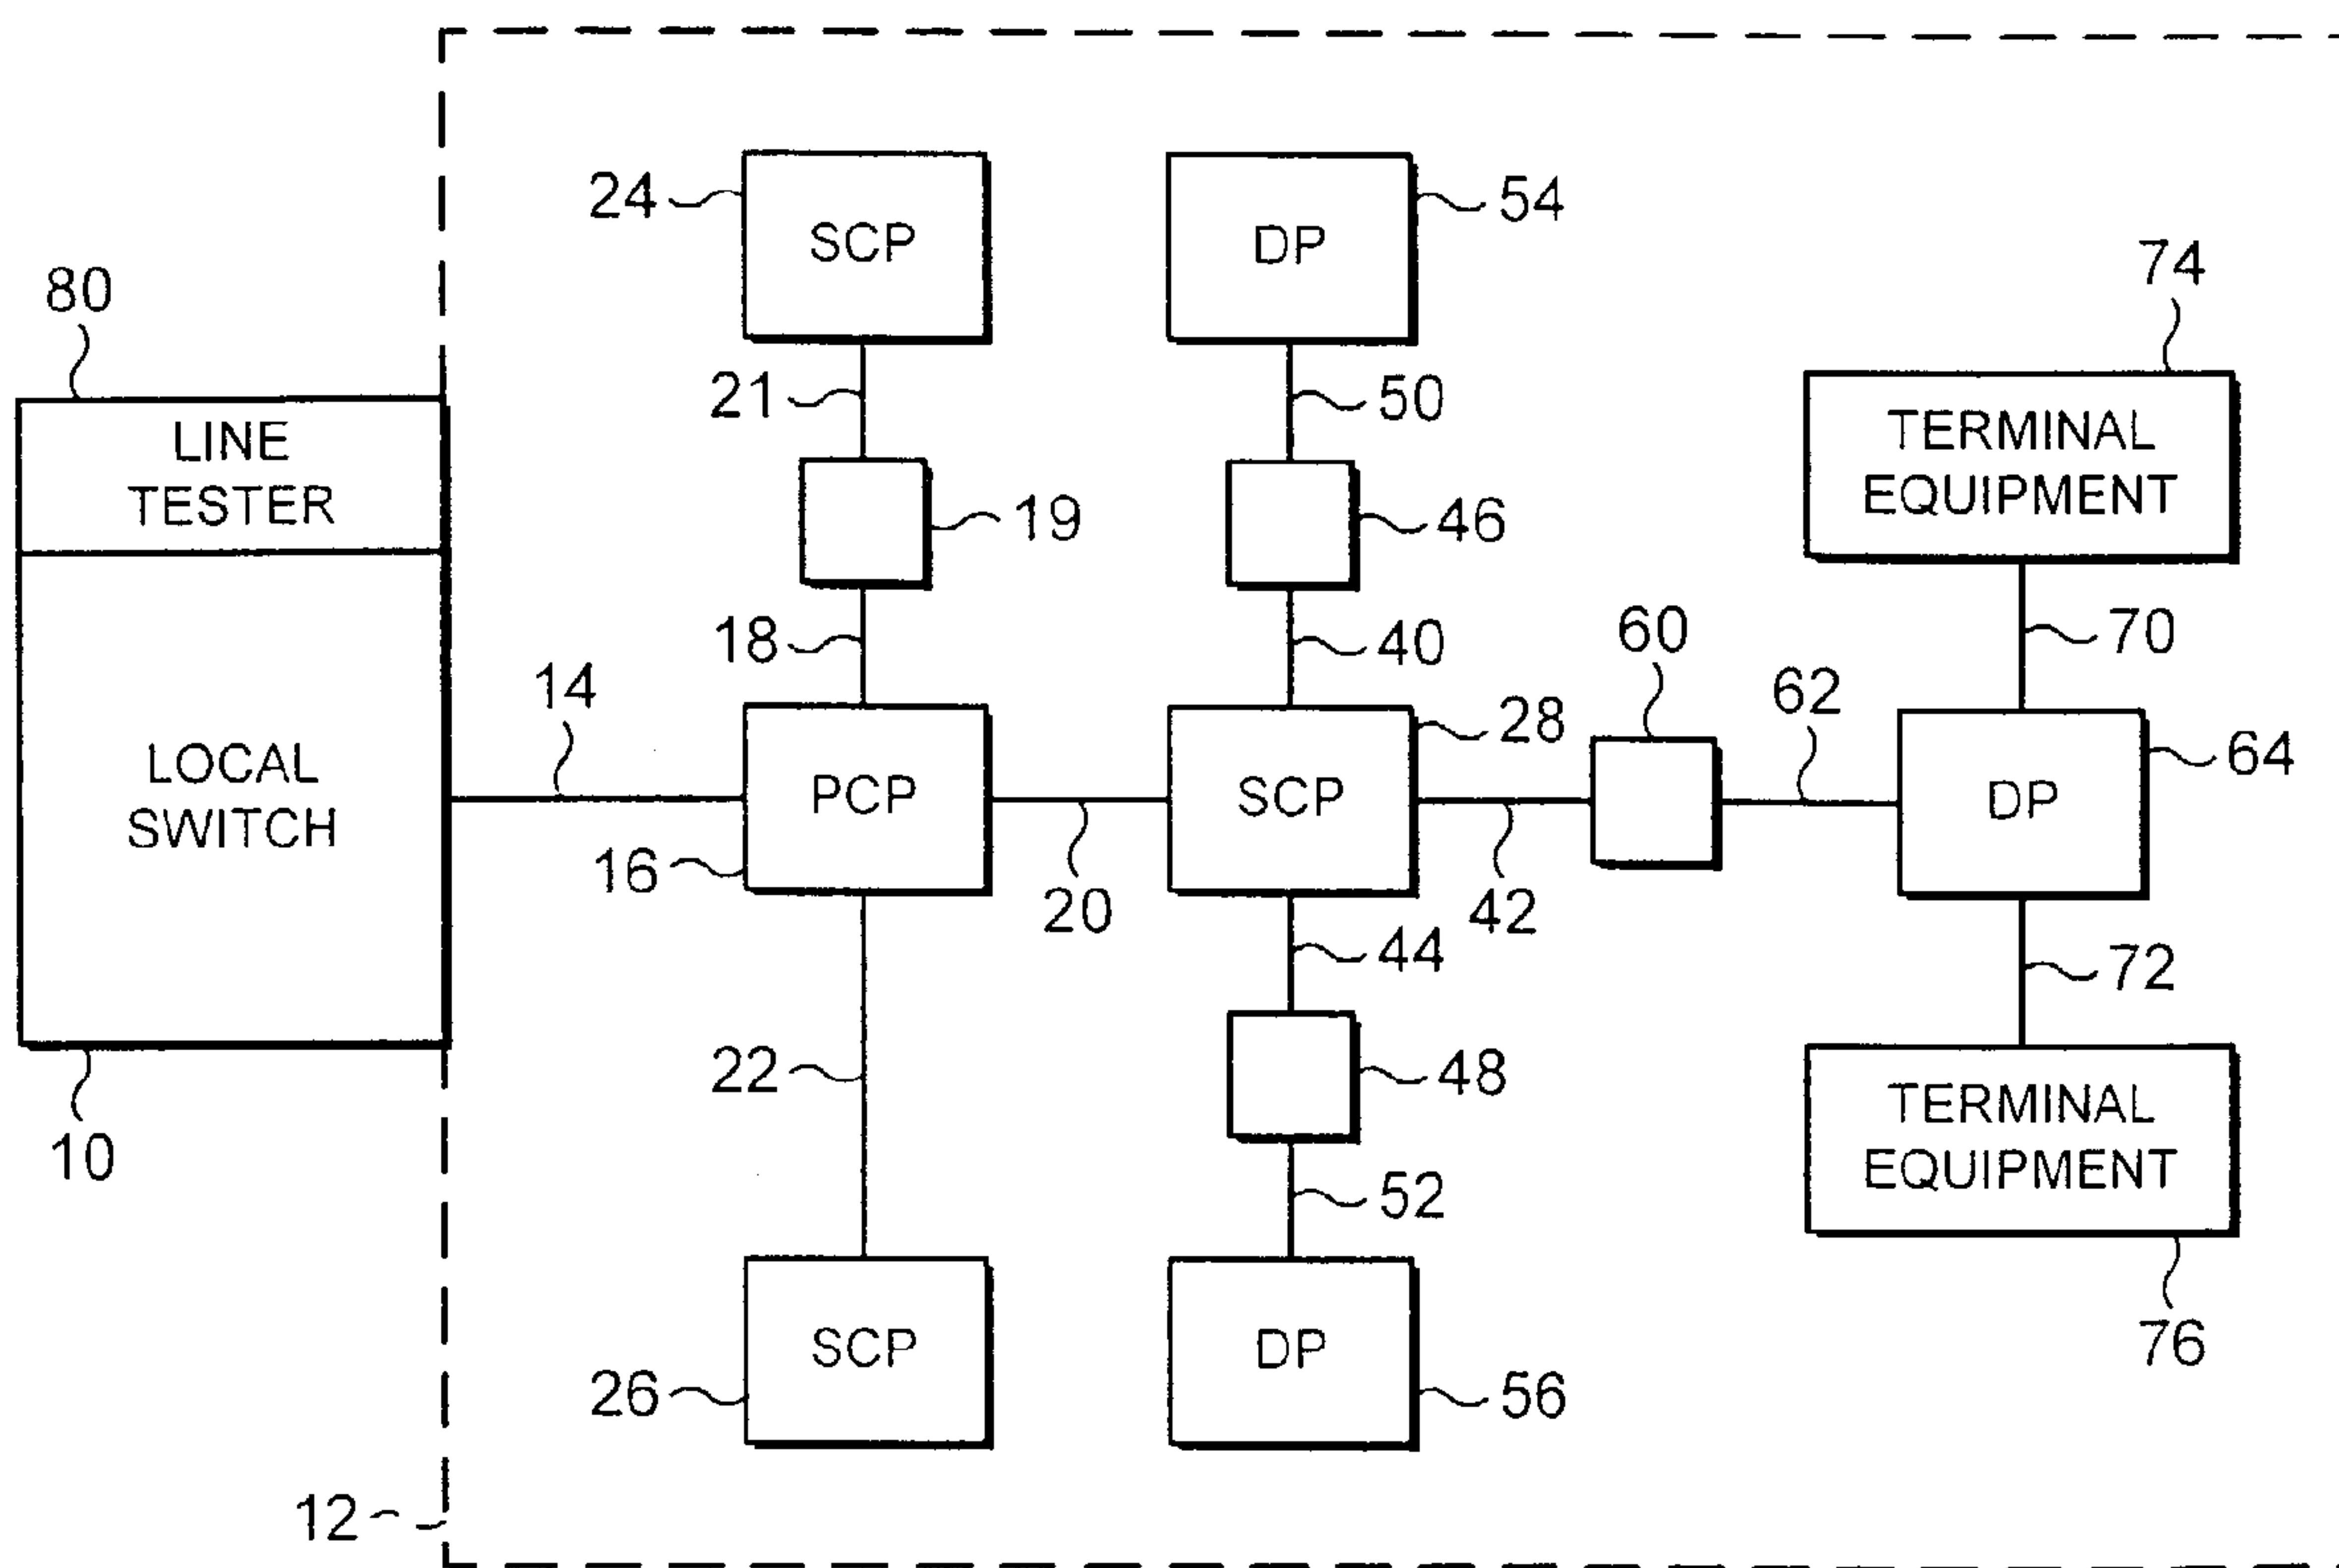 80
LINE
TESTER
LOCAL
SWITCH
10
12
14
24
SCP
21
19
18
PCP
16
20
22
SCP
26
DP
54
50
46
40
28
SCP
42
44
48
52
DP
56
60
62
74
TERMINAL
EQUIPMENT
70
64
DP
72
TERMINAL
EQUIPMENT
76